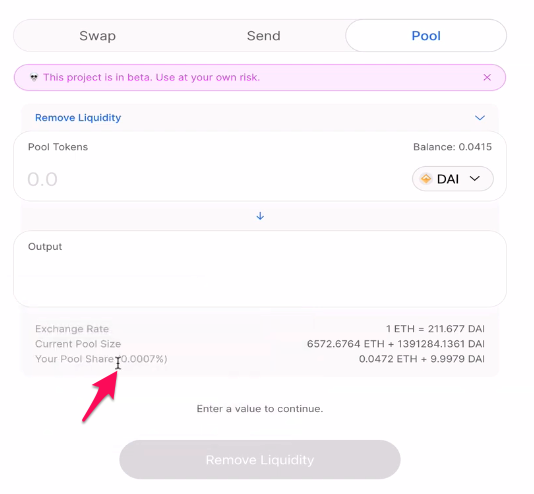 Swap Send Pool
This project is in beta. Use at your own risk.
Remove Liquidity
Pool Tokens Balance: 0.0415
0.0 DAI
Output
Exchange Rate 1 ETH = 211.677 DAI
Current Pool Size 6572.6764 ETH + 1391284.1361 DAI
Your Pool Share (0.0007%) 0.0472 ETH + 9.9979 DAI
Enter a value to continue.
Remove Liquidity